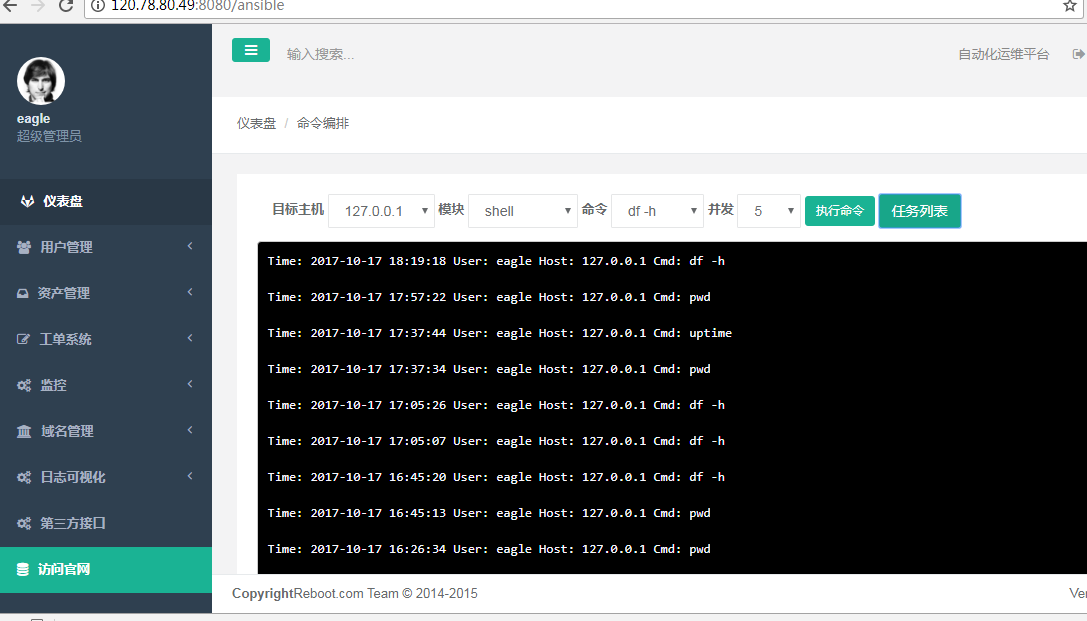 120.78.80.49:8080/ansible
eagle
超级管理员
仪表盘
用户管理
资产管理
工单系统
监控
域名管理
日志可视化
第三方接口
访问官网
输入搜索...
自动化运维平台
仪表盘 / 命令编排
目标主机 127.0.0.1 模块 shell 命令 df -h 并发 5 执行命令 任务列表
Time: 2017-10-17 18:19:18 User: eagle Host: 127.0.0.1 Cmd: df -h
Time: 2017-10-17 17:57:22 User: eagle Host: 127.0.0.1 Cmd: pwd
Time: 2017-10-17 17:37:44 User: eagle Host: 127.0.0.1 Cmd: uptime
Time: 2017-10-17 17:37:34 User: eagle Host: 127.0.0.1 Cmd: pwd
Time: 2017-10-17 17:05:26 User: eagle Host: 127.0.0.1 Cmd: df -h
Time: 2017-10-17 17:05:07 User: eagle Host: 127.0.0.1 Cmd: df -h
Time: 2017-10-17 16:45:20 User: eagle Host: 127.0.0.1 Cmd: df -h
Time: 2017-10-17 16:45:13 User: eagle Host: 127.0.0.1 Cmd: pwd
Time: 2017-10-17 16:26:34 User: eagle Host: 127.0.0.1 Cmd: pwd
CopyrightReboot.com Team © 2014-2015